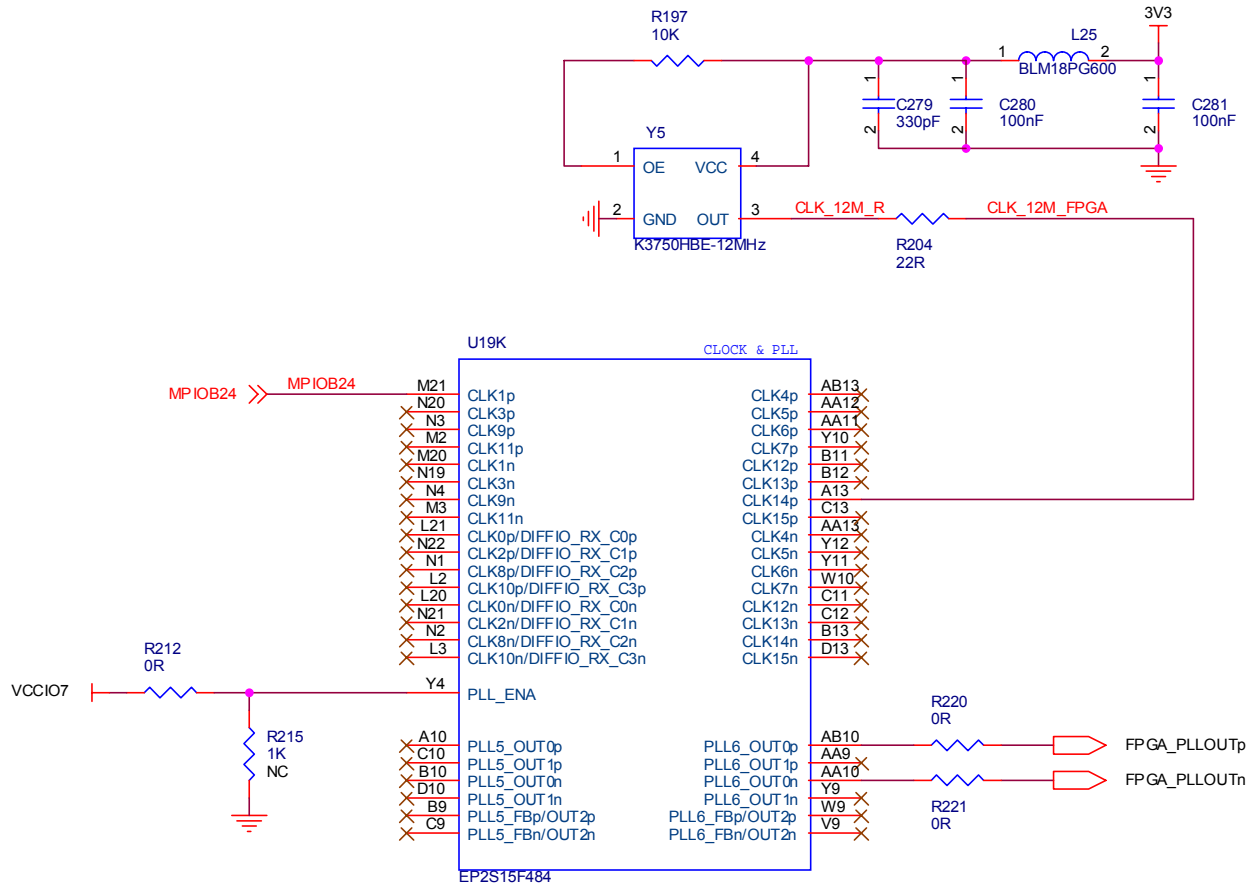 R197
10K
3V3
L25
1
2
BLM18PG600
1
C279
330pF
2
1
C280
100nF
2
1
C281
100nF
2
Y5
1
OE
VCC
4
2
GND
OUT
3
K3750HBE-12MHz
CLK_12M_R
CLK_12M_FPGA
R204
22R
U19K
CLOCK & PLL
MPIOB24
MPIOB24
M21
CLK1p
N20
CLK3p
N3
CLK9p
M2
CLK11p
M20
CLK1n
N19
CLK3n
N4
CLK9n
M3
CLK11n
L21
CLK0p/DIFFIO_RX_C0p
N22
CLK2p/DIFFIO_RX_C1p
N1
CLK8p/DIFFIO_RX_C2p
L2
CLK10p/DIFFIO_RX_C3p
L20
CLK0n/DIFFIO_RX_C0n
N21
CLK2n/DIFFIO_RX_C1n
N2
CLK8n/DIFFIO_RX_C2n
L3
CLK10n/DIFFIO_RX_C3n
CLK4p
AB13
CLK5p
AA12
CLK6p
AA11
CLK7p
Y10
CLK12p
B11
CLK13p
B12
CLK14p
A13
CLK15p
C13
CLK4n
AA13
CLK5n
Y12
CLK6n
Y11
CLK7n
W10
CLK12n
C11
CLK13n
C12
CLK14n
B13
CLK15n
D13
R212
0R
VCCIO7
Y4
PLL_ENA
R215
1K
NC
A10
PLL5_OUT0p
C10
PLL5_OUT1p
B10
PLL5_OUT0n
D10
PLL5_OUT1n
B9
PLL5_FBp/OUT2p
C9
PLL5_FBn/OUT2n
PLL6_OUT0p
AB10
PLL6_OUT1p
AA9
PLL6_OUT0n
AA10
PLL6_OUT1n
Y9
PLL6_FBp/OUT2p
W9
PLL6_FBn/OUT2n
V9
R220
0R
FPGA_PLLOUTp
FPGA_PLLOUTn
R221
0R
EP2S15F484